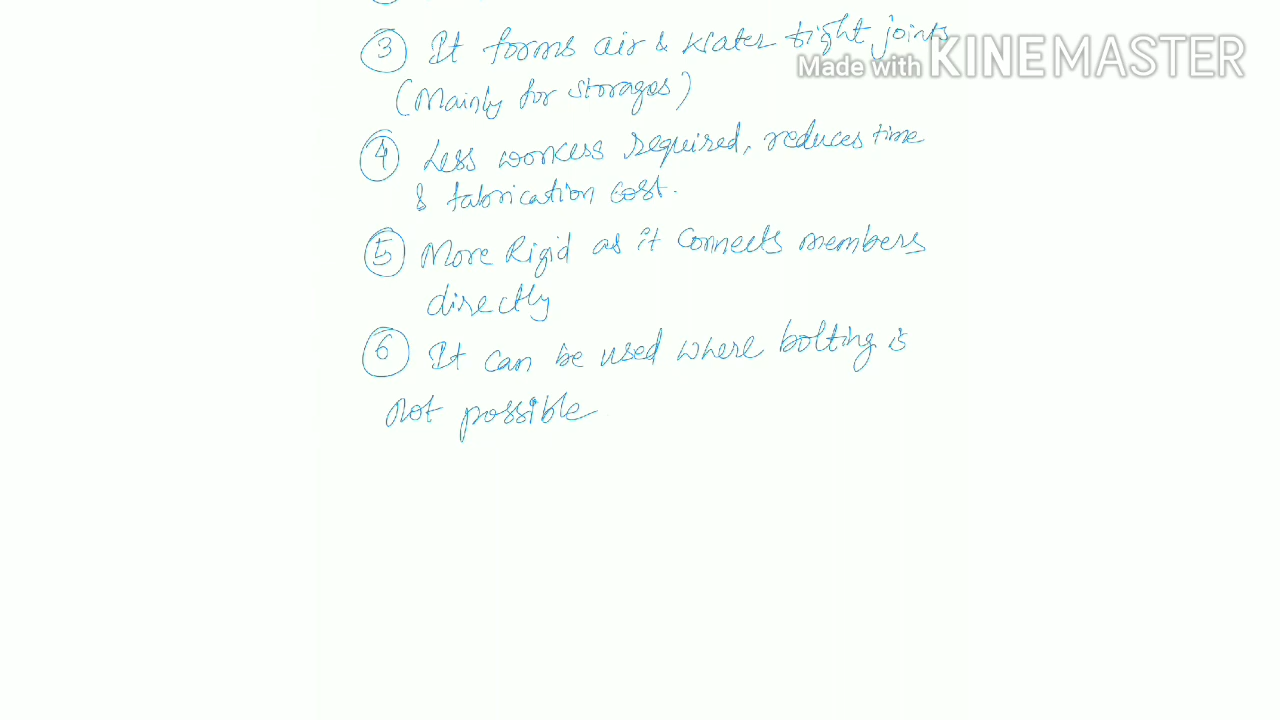 ③ It forms air & water tight joints
Made with KINEMASTER
(Mainly for storages)
④ Less workess required, reduces time
& fabrication cost.
⑤ More Rigid as it connects members
directly
⑥ It can be used where bolting is
not possible